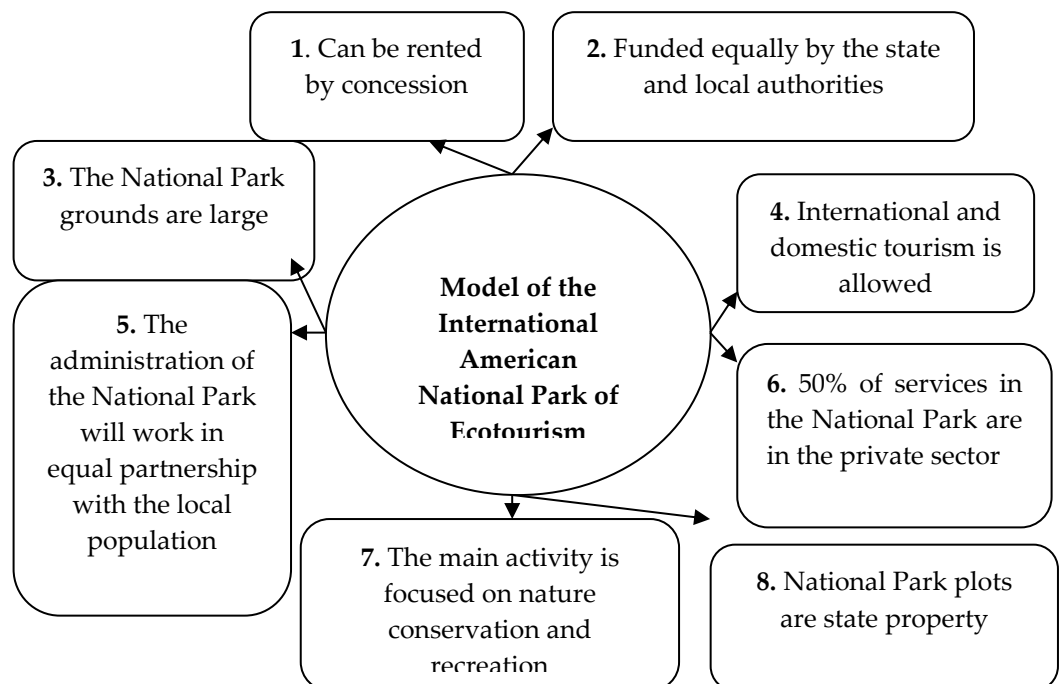 1. Can be rented
by concession
2. Funded equally by the state
and local authorities
3. The National Park
grounds are large
4. International and
domestic tourism is
allowed
Model of the
International
American
National Park of
Ecotourism
5. The
administration of
the National Park
will work in
equal partnership
with the local
population
6. 50% of services in
the National Park are
in the private sector
7. The main activity is
focused on nature
conservation and
recreation
8. National Park plots
are state property